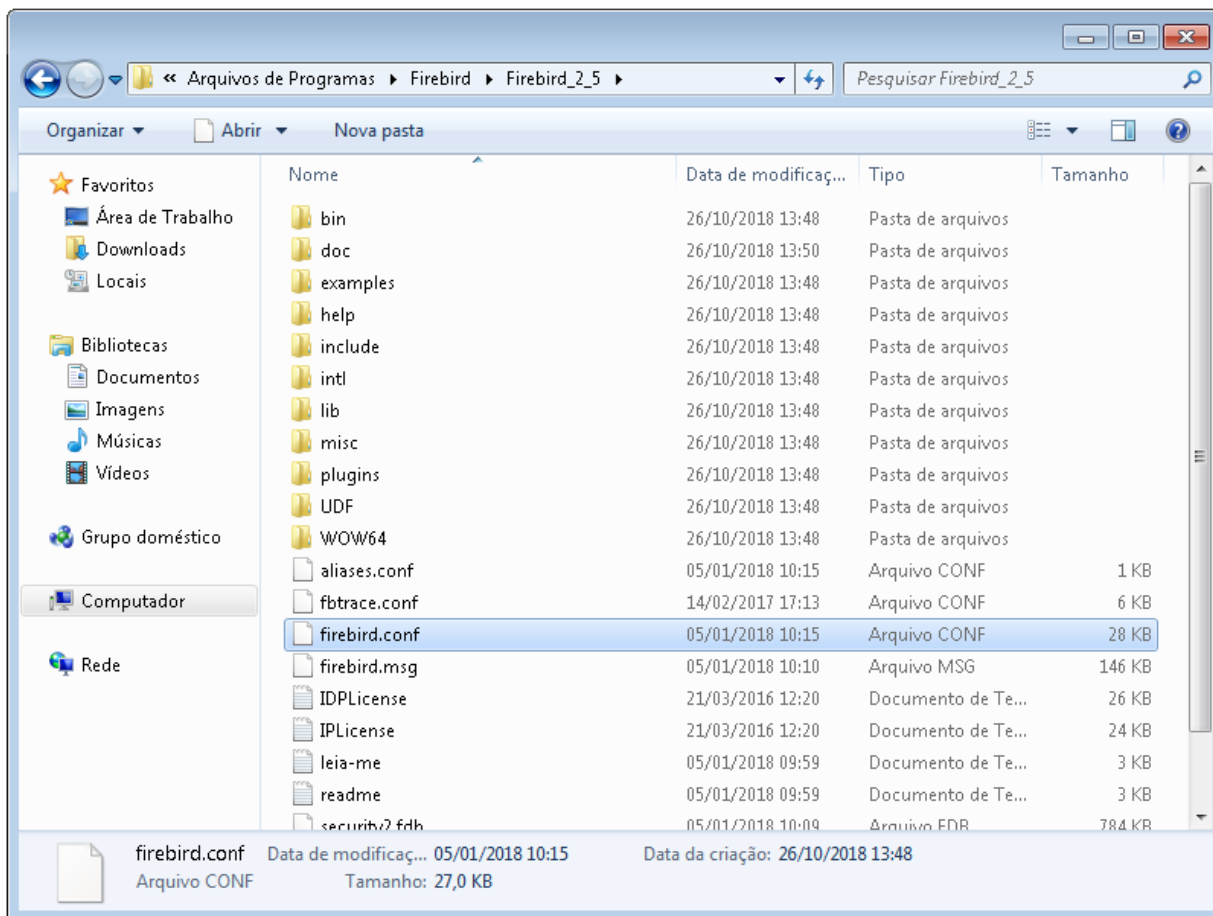 « Arquivos de Programas Firebird Firebird_2_5 Pesquisar Firebird_2_5
Organizar Abrir Nova pasta
Favoritos
Área de Trabalho
Downloads
Locais
Bibliotecas
Documentos
Imagens
Músicas
Vídeos
Grupo doméstico
Computador
Rede
Nome Data de modificaç... Tipo Tamanho
bin 26/10/2018 13:48 Pasta de arquivos
doc 26/10/2018 13:50 Pasta de arquivos
examples 26/10/2018 13:48 Pasta de arquivos
help 26/10/2018 13:48 Pasta de arquivos
include 26/10/2018 13:48 Pasta de arquivos
intl 26/10/2018 13:48 Pasta de arquivos
lib 26/10/2018 13:48 Pasta de arquivos
misc 26/10/2018 13:48 Pasta de arquivos
plugins 26/10/2018 13:48 Pasta de arquivos
UDF 26/10/2018 13:48 Pasta de arquivos
WOW64 26/10/2018 13:48 Pasta de arquivos
aliases.conf 05/01/2018 10:15 Arquivo CONF 1 KB
fbtrace.conf 14/02/2017 17:13 Arquivo CONF 6 KB
firebird.conf 05/01/2018 10:15 Arquivo CONF 28 KB
firebird.msg 05/01/2018 10:10 Arquivo MSG 146 KB
IDPLicense 21/03/2016 12:20 Documento de Te... 26 KB
IPLicense 21/03/2016 12:20 Documento de Te... 24 KB
leia-me 05/01/2018 09:59 Documento de Te... 3 KB
readme 05/01/2018 09:59 Documento de Te... 3 KB
security2.fdb 05/01/2018 10:09 Arquivo FDB 784 KB
firebird.conf Data de modificaç... 05/01/2018 10:15 Data da criação: 26/10/2018 13:48
Arquivo CONF Tamanho: 27,0 KB